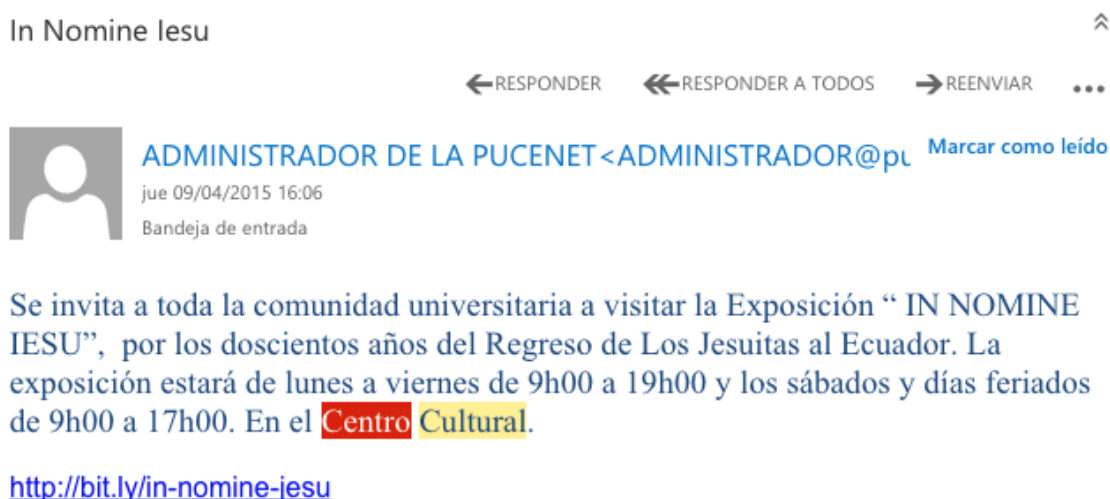 In Nomine Iesu
RESPONDER RESPONDER A TODOS REENVIAR
ADMINISTRADOR DE LA PUCENET<ADMINISTRADOR@pu Marcar como leído
jue 09/04/2015 16:06
Bandeja de entrada
Se invita a toda la comunidad universitaria a visitar la Exposición “ IN NOMINE
IESU”, por los doscientos años del Regreso de Los Jesuitas al Ecuador. La
exposición estará de lunes a viernes de 9h00 a 19h00 y los sábados y días feriados
de 9h00 a 17h00. En el Centro Cultural.
http://bit.ly/in-nomine-jesu